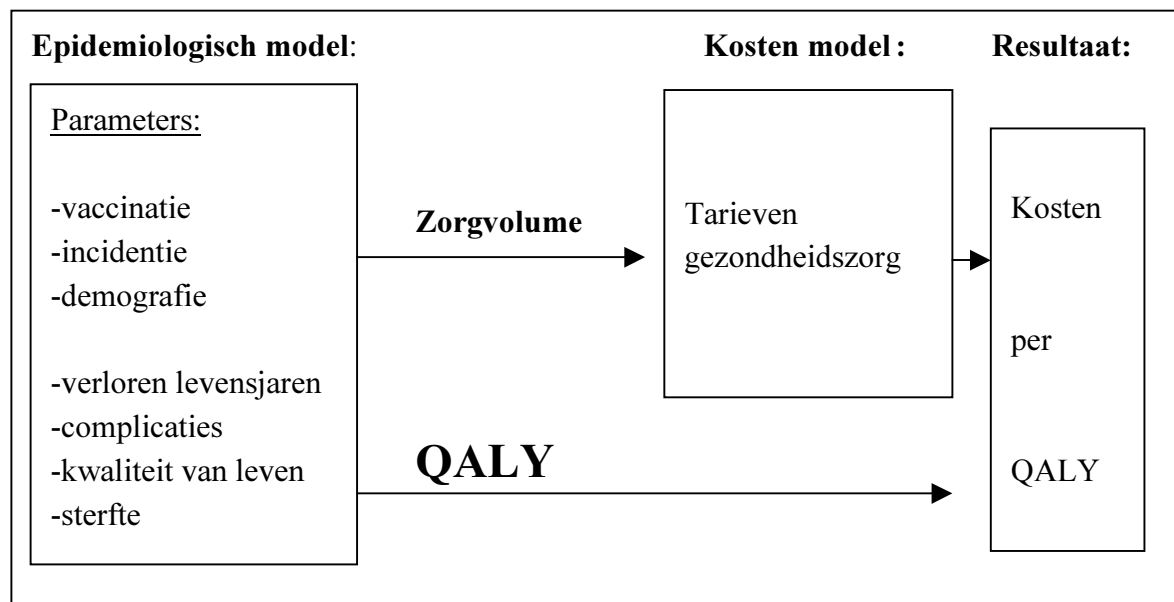 Epidemiologisch model:
Parameters:
-vaccinatie
-incidentie
-demografie
-verloren levensjaren
-complicaties
-kwaliteit van leven
-sterfte
Zorgvolume
QALY
Kosten model :
Tarieven
gezondheidszorg
Resultaat:
Kosten
per
QALY